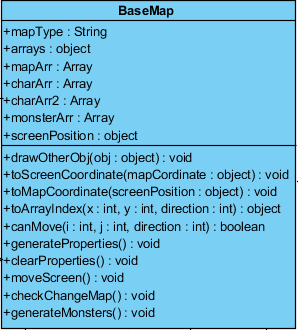 BaseMap
+mapType : String
+arrays : object
+mapArr : Array
+charArr : Array
+charArr2 : Array
+monsterArr : Array
+screenPosition : object
+drawOtherObj(obj : object) : void
+toScreenCoordinate(mapCordinate : object) : void
+toMapCoordinate(screenPosition : object) : void
+toArrayIndex(x : int, y : int, direction : int) : object
+canMove(i : int, j : int, direction : int) : boolean
+generateProperties() : void
+clearProperties() : void
+moveScreen() : void
+checkChangeMap() : void
+generateMonsters() : void